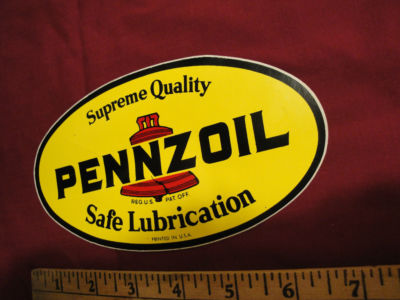 Supreme Quality
PENNZOIL
REG.U.S. PAT. OFF.
Safe Lubrication
PRINTED IN U.S.A.
1 2 3 4 5 6 7